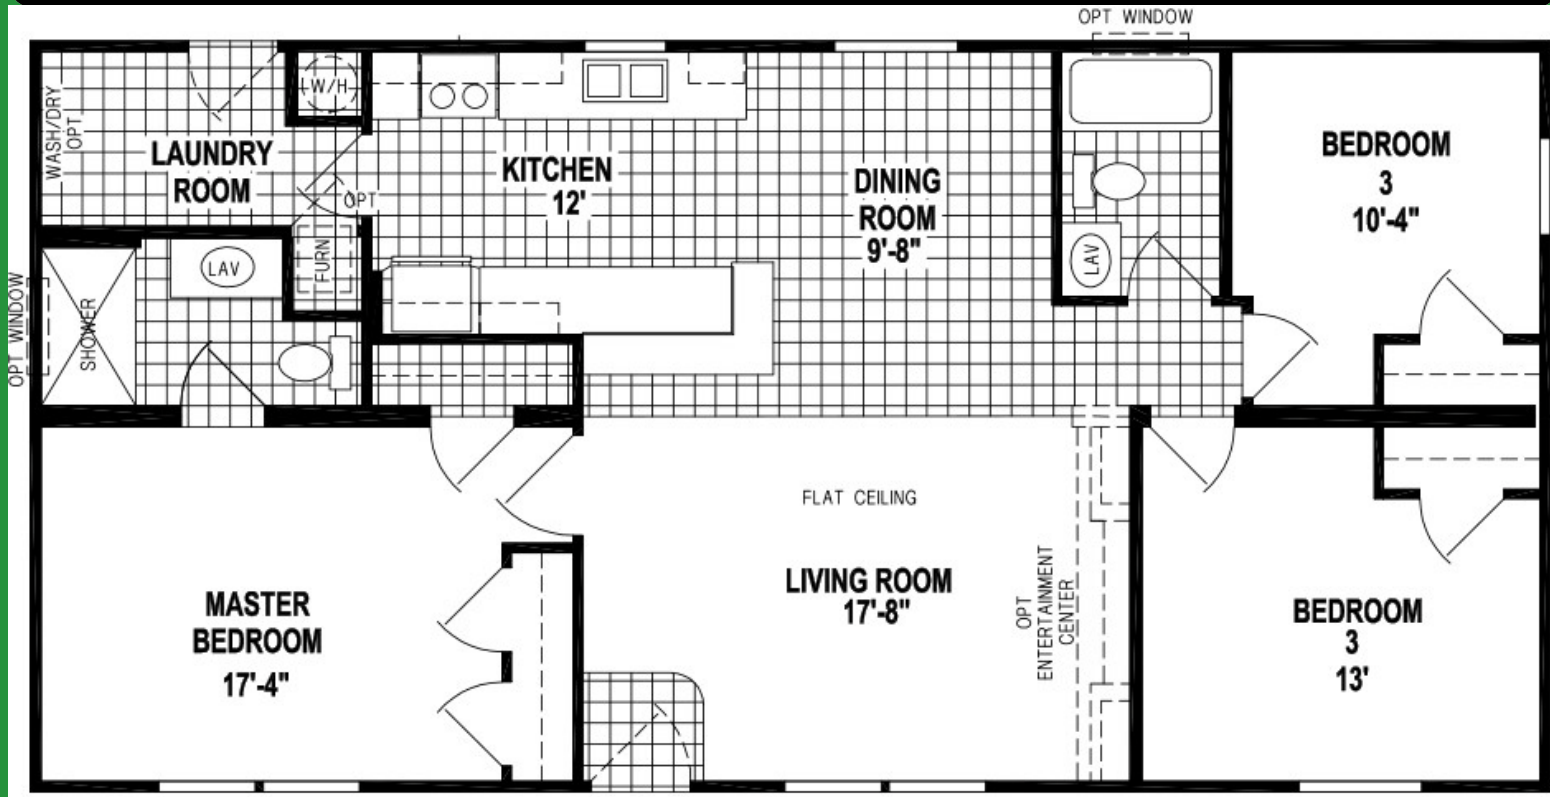 OPT WINDOW
W/H
WASH/DRY
OPT
LAUNDRY
ROOM
OPT
KITCHEN
12'
DINING
ROOM
9'-8"
LAV
BEDROOM
3
10'-4"
OPT WINDOW
SHOWER
LAV
FURN
FLAT CEILING
MASTER
BEDROOM
17'-4"
LIVING ROOM
17'-8"
OPT
ENTERTAINMENT
CENTER
BEDROOM
3
13'